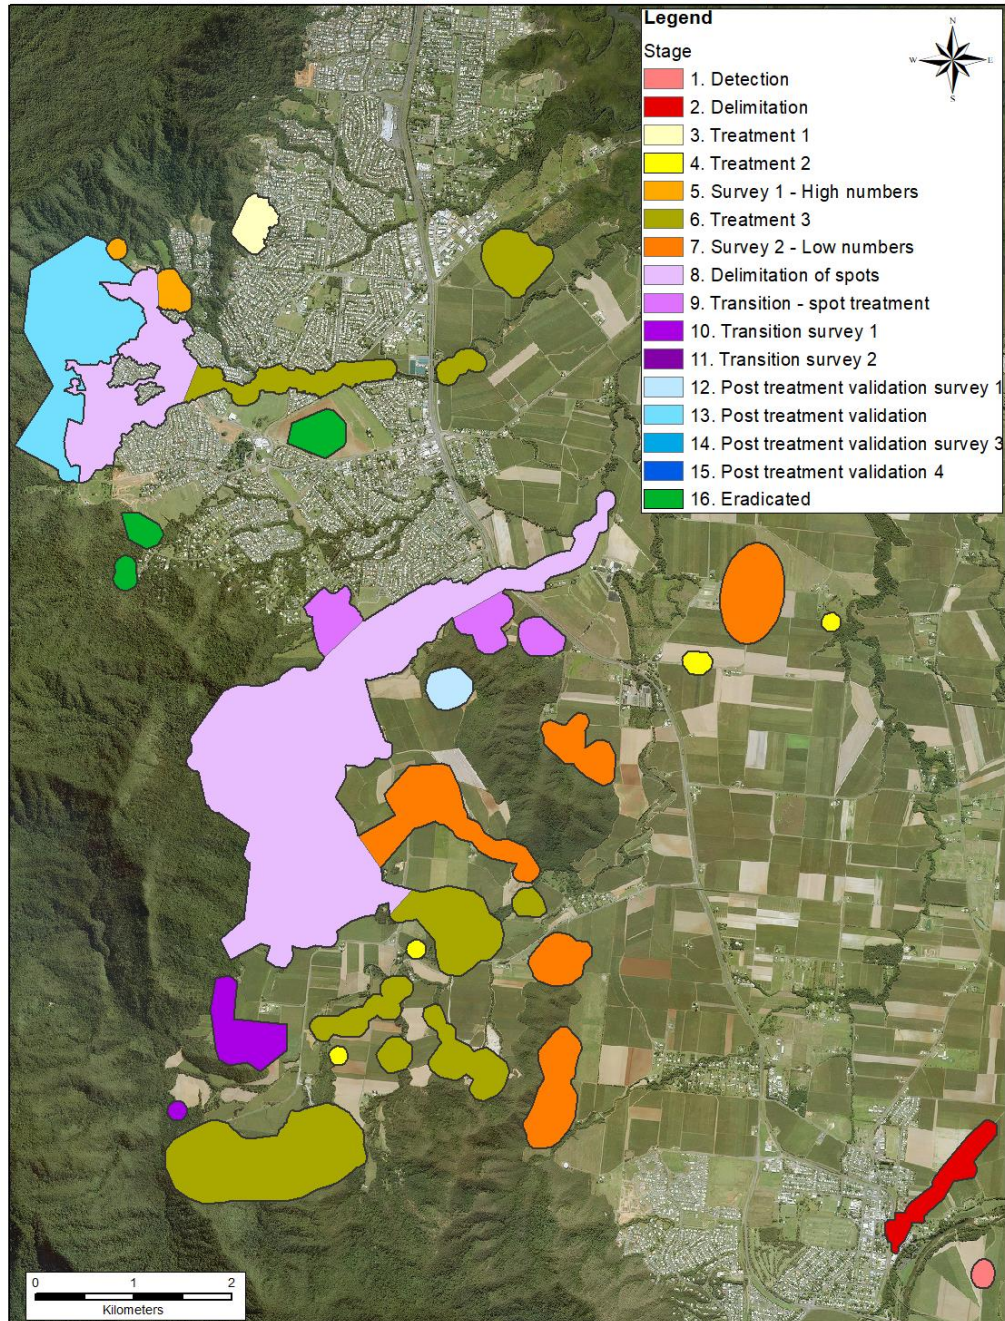 Legend
N
W E
S
Stage
1. Detection
2. Delimitation
3. Treatment 1
4. Treatment 2
5. Survey 1 - High numbers
6. Treatment 3
7. Survey 2 - Low numbers
8. Delimitation of spots
9. Transition - spot treatment
10. Transition survey 1
11. Transition survey 2
12. Post treatment validation survey 1
13. Post treatment validation
14. Post treatment validation survey 3
15. Post treatment validation 4
16. Eradicated
0 1 2
Kilometers